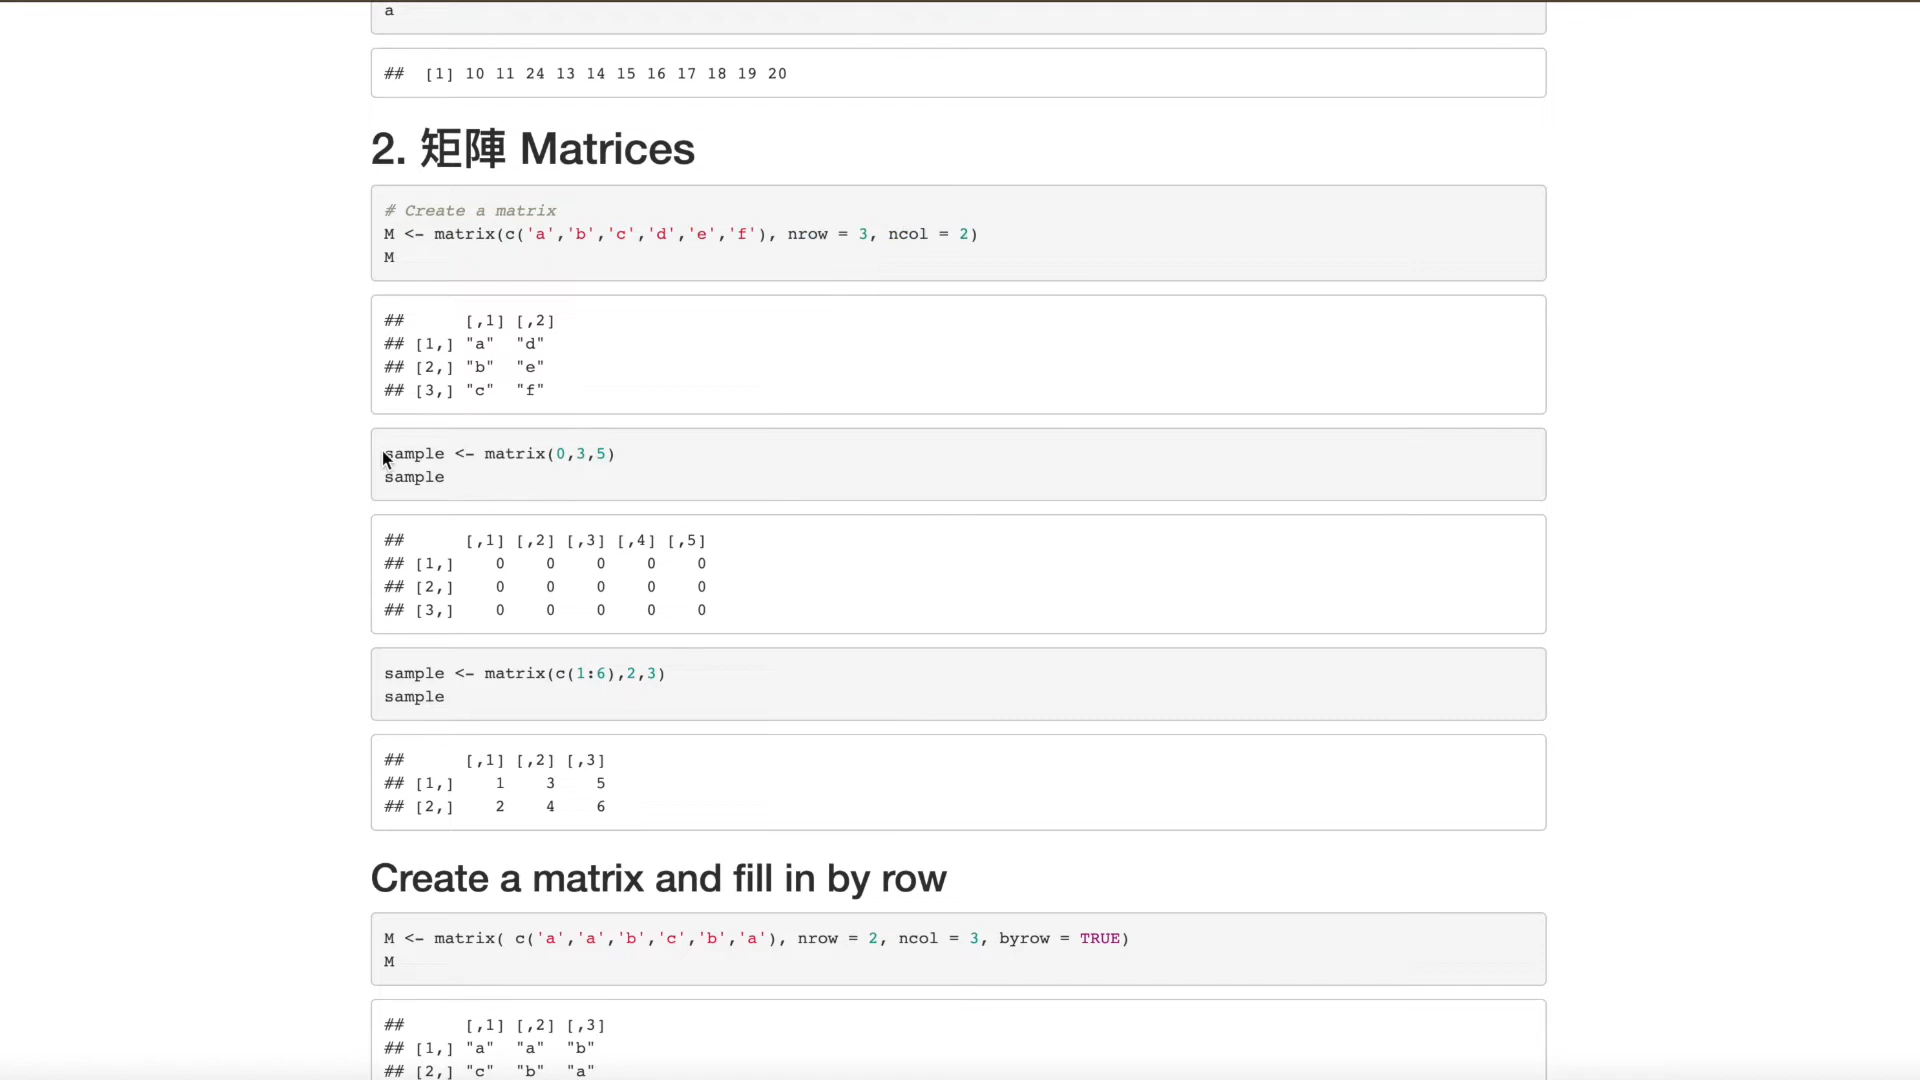 a
##  [1] 10 11 24 13 14 15 16 17 18 19 20
2. 矩陣 Matrices
# Create a matrix
M <- matrix(c('a','b','c','d','e','f'), nrow = 3, ncol = 2)
M
##      [,1] [,2]
## [1,] "a"  "d"
## [2,] "b"  "e"
## [3,] "c"  "f"
sample <- matrix(0,3,5)
sample
##      [,1] [,2] [,3] [,4] [,5]
## [1,]    0    0    0    0    0
## [2,]    0    0    0    0    0
## [3,]    0    0    0    0    0
sample <- matrix(c(1:6),2,3)
sample
##      [,1] [,2] [,3]
## [1,]    1    3    5
## [2,]    2    4    6
Create a matrix and fill in by row
M <- matrix( c('a','a','b','c','b','a'), nrow = 2, ncol = 3, byrow = TRUE)
M
##      [,1] [,2] [,3]
## [1,] "a"  "a"  "b"
## [2,] "c"  "b"  "a"